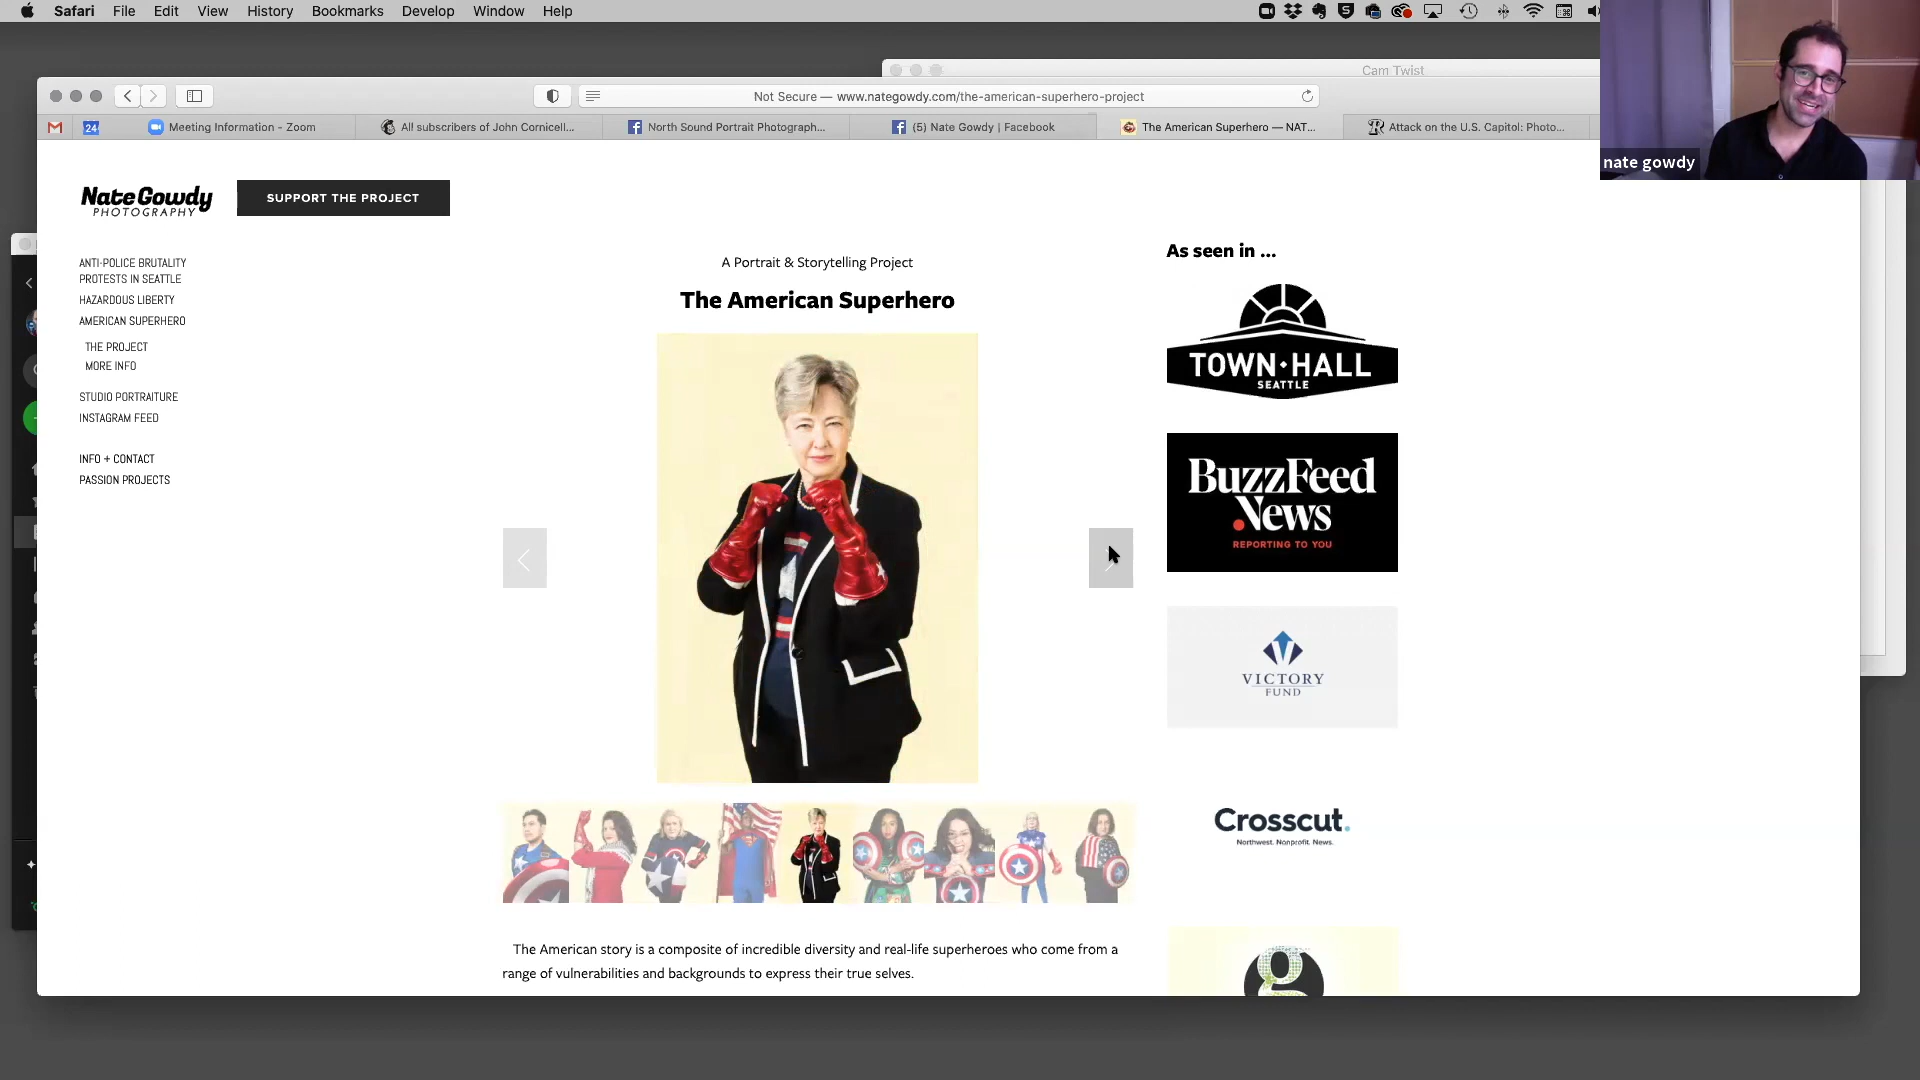 Safari File Edit View History Bookmarks Develop Window Help
Cam Twist
Not Secure — www.nategowdy.com/the-american-superhero-project
24
Meeting Information - Zoom
All subscribers of John Cornicell...
North Sound Portrait Photograph...
(5) Nate Gowdy | Facebook
The American Superhero — NAT...
Attack on the U.S. Capitol: Photo...
nate gowdy
Nate Gowdy
PHOTOGRAPHY
SUPPORT THE PROJECT
ANTI-POLICE BRUTALITY
PROTESTS IN SEATTLE
HAZARDOUS LIBERTY
AMERICAN SUPERHERO
THE PROJECT
MORE INFO
STUDIO PORTRAITURE
INSTAGRAM FEED
INFO + CONTACT
PASSION PROJECTS
A Portrait & Storytelling Project
The American Superhero
The American story is a composite of incredible diversity and real-life superheroes who come from a
range of vulnerabilities and backgrounds to express their true selves.
As seen in ...
TOWN·HALL
SEATTLE
BuzzFeed
News
REPORTING TO YOU
VICTORY
FUND
Crosscut.
Northwest. Nonprofit. News.
g